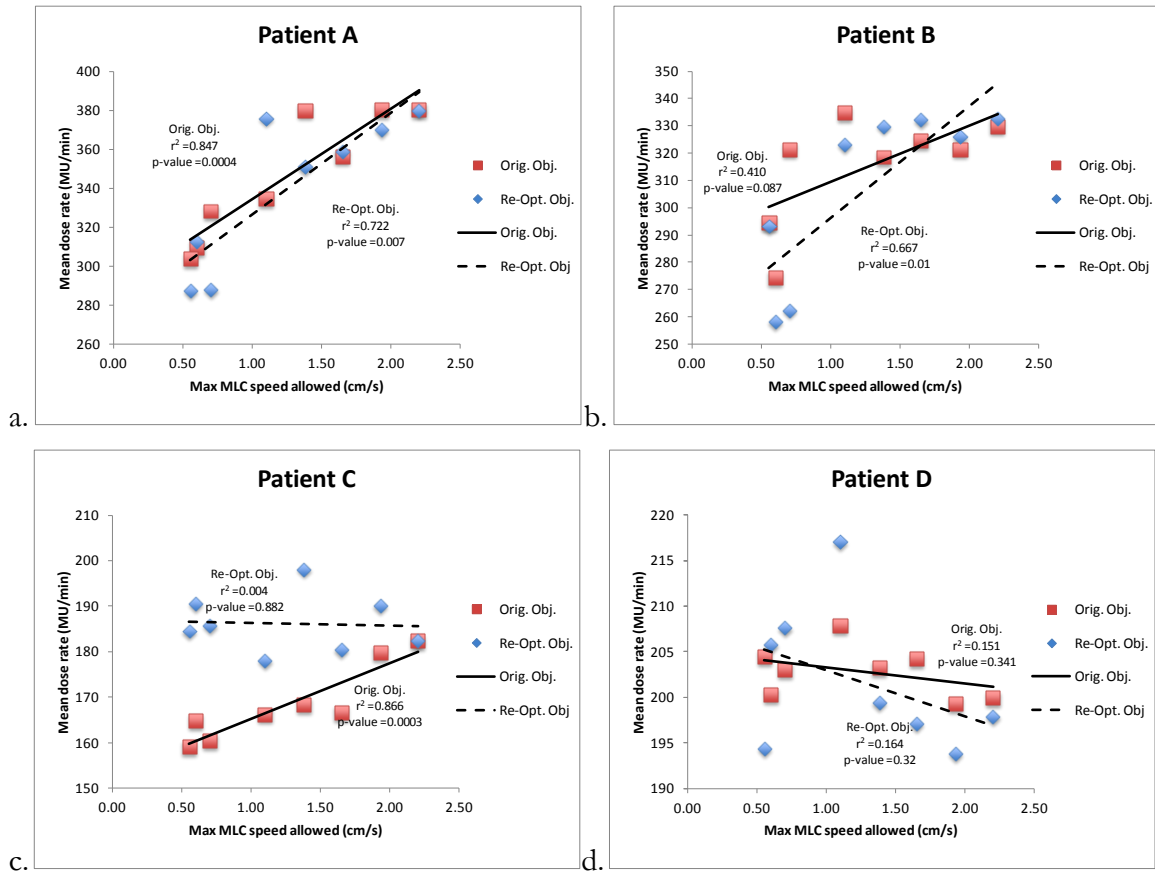 Patient A
Mean dose rate (MU/min)
400
380
360
340
320
300
280
260
Orig. Obj.
r² = 0.847
p-value =0.0004
Re-Opt. Obj.
r² = 0.722
p-value =0.007
0.00 0.50 1.00 1.50 2.00 2.50
Max MLC speed allowed (cm/s)
Orig. Obj.
Re-Opt. Obj.
Orig. Obj.
Re-Opt. Obj
a.
Patient B
Mean dose rate (MU/min)
350
340
330
320
310
300
290
280
270
260
250
Orig. Obj.
r² = 0.410
p-value =0.087
Re-Opt. Obj.
r² = 0.667
p-value =0.01
0.00 0.50 1.00 1.50 2.00 2.50
Max MLC speed allowed (cm/s)
Orig. Obj.
Re-Opt. Obj.
Orig. Obj.
Re-Opt. Obj
b.
Patient C
Mean dose rate (MU/min)
210
200
190
180
170
160
150
Re-Opt. Obj.
r² = 0.004
p-value =0.882
Orig. Obj.
r² = 0.866
p-value =0.0003
0.00 0.50 1.00 1.50 2.00 2.50
Max MLC speed allowed (cm/s)
Orig. Obj.
Re-Opt. Obj.
Orig. Obj.
Re-Opt. Obj
c.
Patient D
Mean dose rate (MU/min)
220
215
210
205
200
195
190
Orig. Obj.
r² = 0.151
p-value =0.341
Re-Opt. Obj.
r² = 0.164
p-value =0.32
0.00 0.50 1.00 1.50 2.00 2.50
Max MLC speed allowed (cm/s)
Orig. Obj.
Re-Opt. Obj.
Orig. Obj.
Re-Opt. Obj
d.